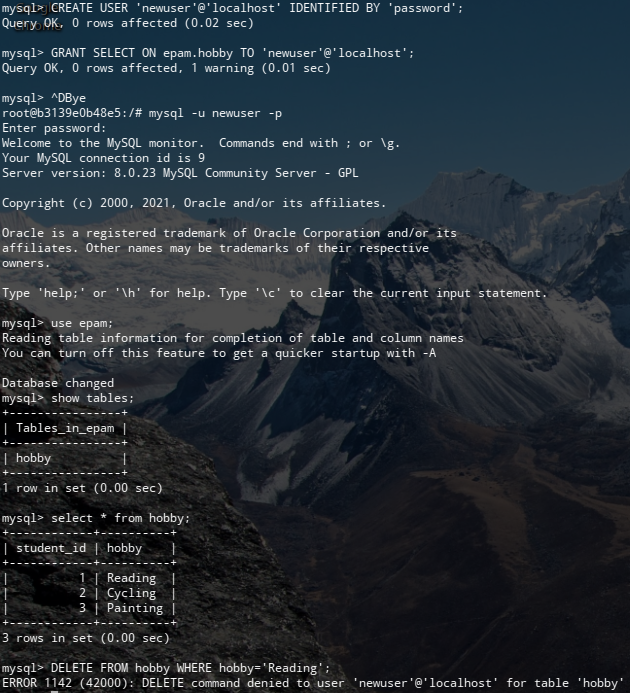 mysql> CREATE USER 'newuser'@'localhost' IDENTIFIED BY 'password';
Query OK, 0 rows affected (0.02 sec)
mysql> GRANT SELECT ON epam.hobby TO 'newuser'@'localhost';
Query OK, 0 rows affected, 1 warning (0.01 sec)
mysql> ^DBye
root@b3139e0b48e5:/# mysql -u newuser -p
Enter password:
Welcome to the MySQL monitor.  Commands end with ; or \g.
Your MySQL connection id is 9
Server version: 8.0.23 MySQL Community Server - GPL
Copyright (c) 2000, 2021, Oracle and/or its affiliates.
Oracle is a registered trademark of Oracle Corporation and/or its
affiliates. Other names may be trademarks of their respective
owners.
Type 'help;' or '\h' for help. Type '\c' to clear the current input statement.
mysql> use epam;
Reading table information for completion of table and column names
You can turn off this feature to get a quicker startup with -A
Database changed
mysql> show tables;
+----------------+
| Tables_in_epam |
+----------------+
| hobby          |
+----------------+
1 row in set (0.00 sec)
mysql> select * from hobby;
+------------+----------+
| student_id | hobby    |
+------------+----------+
|          1 | Reading  |
|          2 | Cycling  |
|          3 | Painting |
+------------+----------+
3 rows in set (0.00 sec)
mysql> DELETE FROM hobby WHERE hobby='Reading';
ERROR 1142 (42000): DELETE command denied to user 'newuser'@'localhost' for table 'hobby'